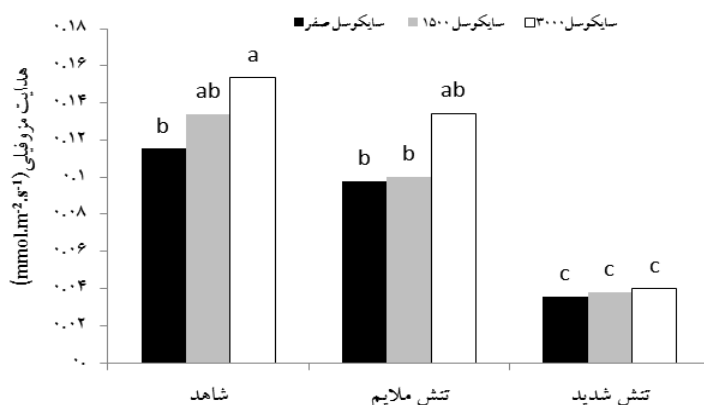 سایکوسل صفر سایکوسل ۱۵۰۰ سایکوسل ۳۰۰۰
هدایت مزوفیلی (mmol.m-2.s-1)
۰.۱۸
۰.۱۶
۰.۱۴
۰.۱۲
۰.۱
۰.۰۸
۰.۰۶
۰.۰۴
۰.۰۲
۰.
b ab a
b b ab
c c c
شاهد تنش ملایم تنش شدید